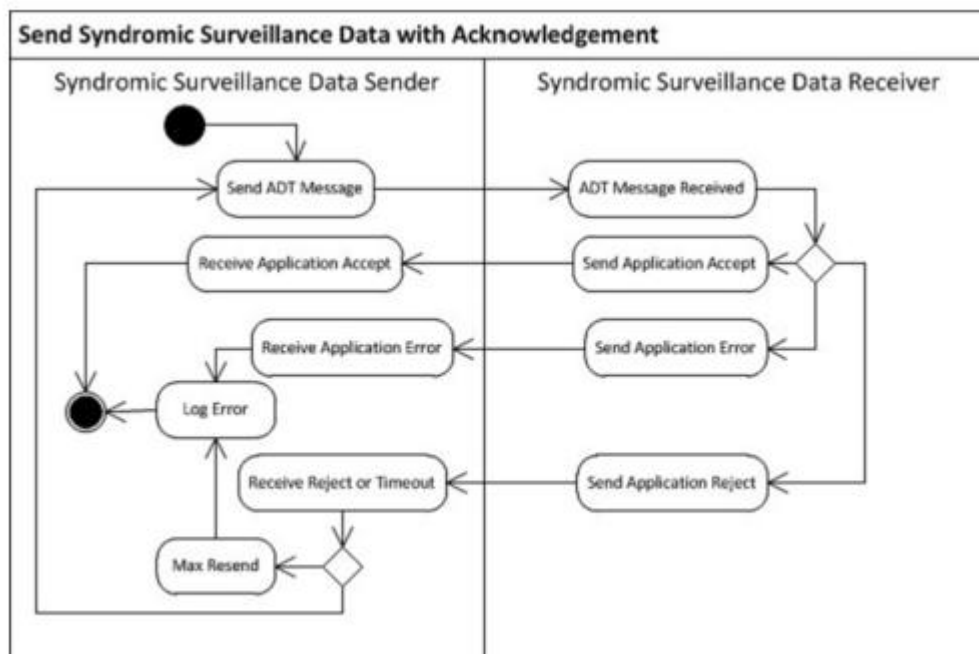 Send Syndromic Surveillance Data with Acknowledgement
Syndromic Surveillance Data Sender
Syndromic Surveillance Data Receiver
Send ADT Message
ADT Message Received
Receive Application Accept
Send Application Accept
Receive Application Error
Send Application Error
Log Error
Receive Reject or Timeout
Send Application Reject
Max Resend